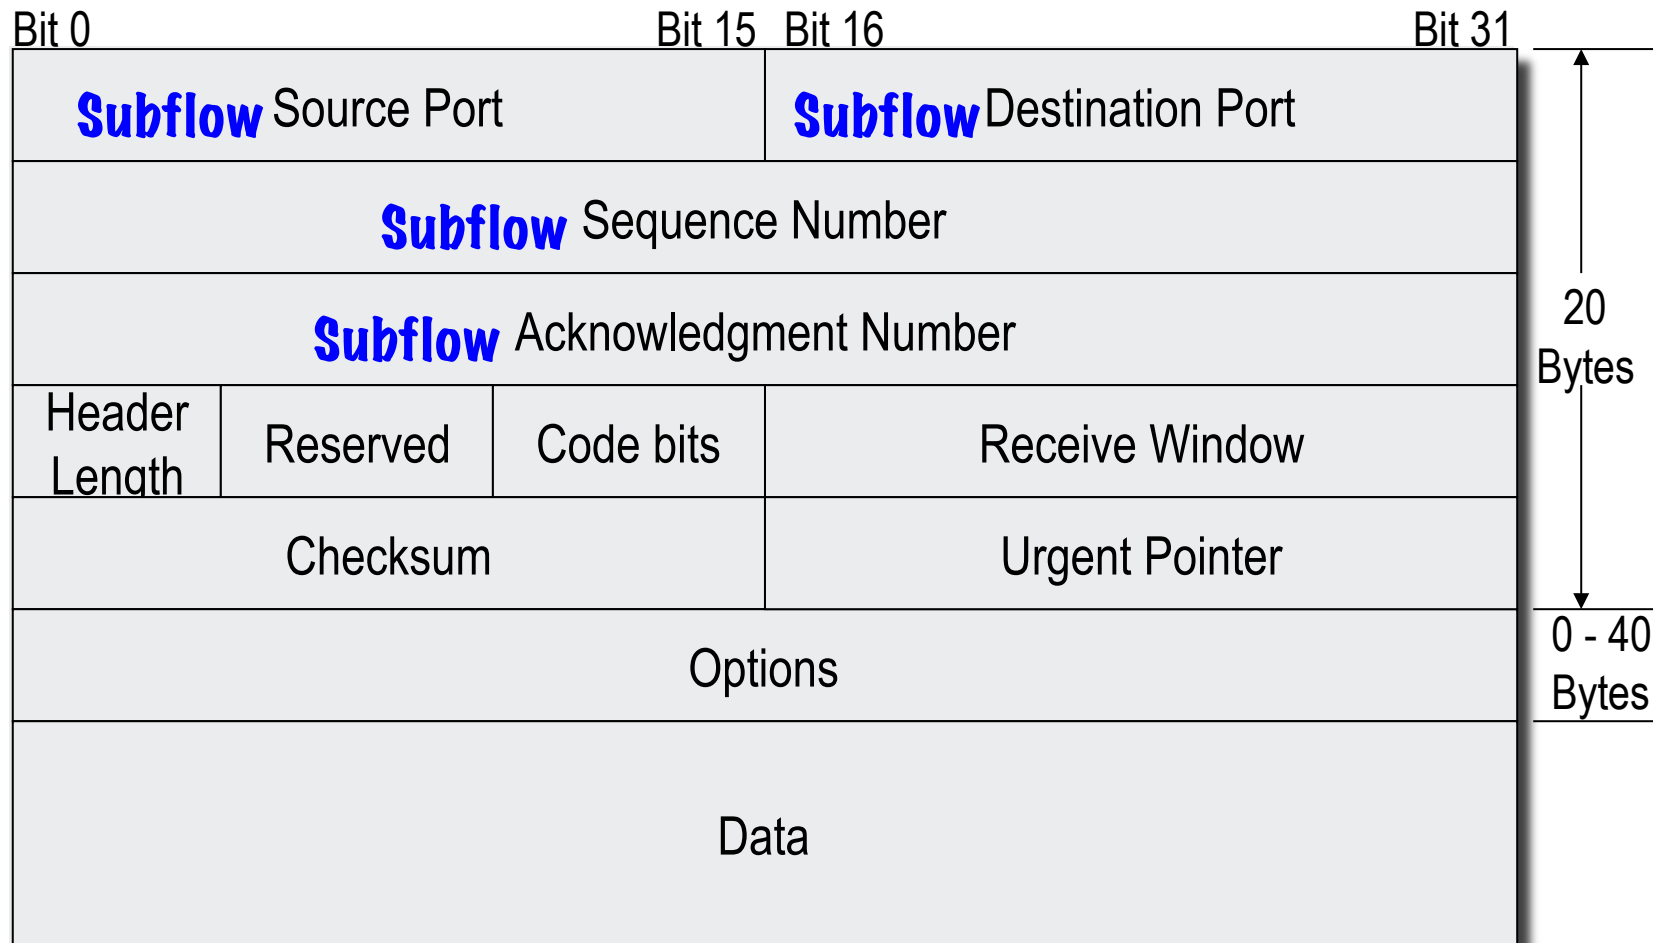 Bit 0 Bit 15 Bit 16 Bit 31
Subflow Source Port Subflow Destination Port
Subflow Sequence Number
Subflow Acknowledgment Number
20
Bytes
Header
Length
Reserved Code bits Receive Window
Checksum Urgent Pointer
Options
0 - 40
Bytes
Data